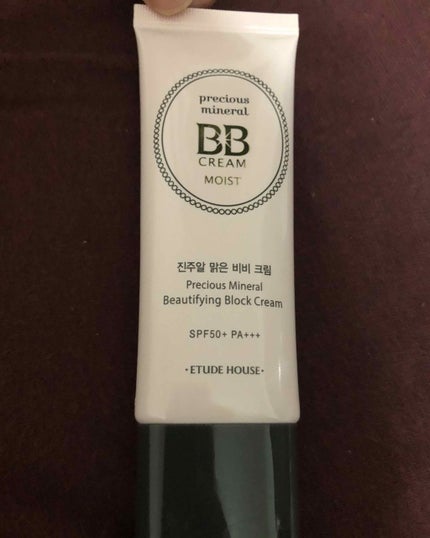 precious
mineral
BB
CREAM
MOIST
진주알 맑은 비비 크림
Precious Mineral
Beautifying Block Cream
SPF50+ PA+++
·ETUDE HOUSE·